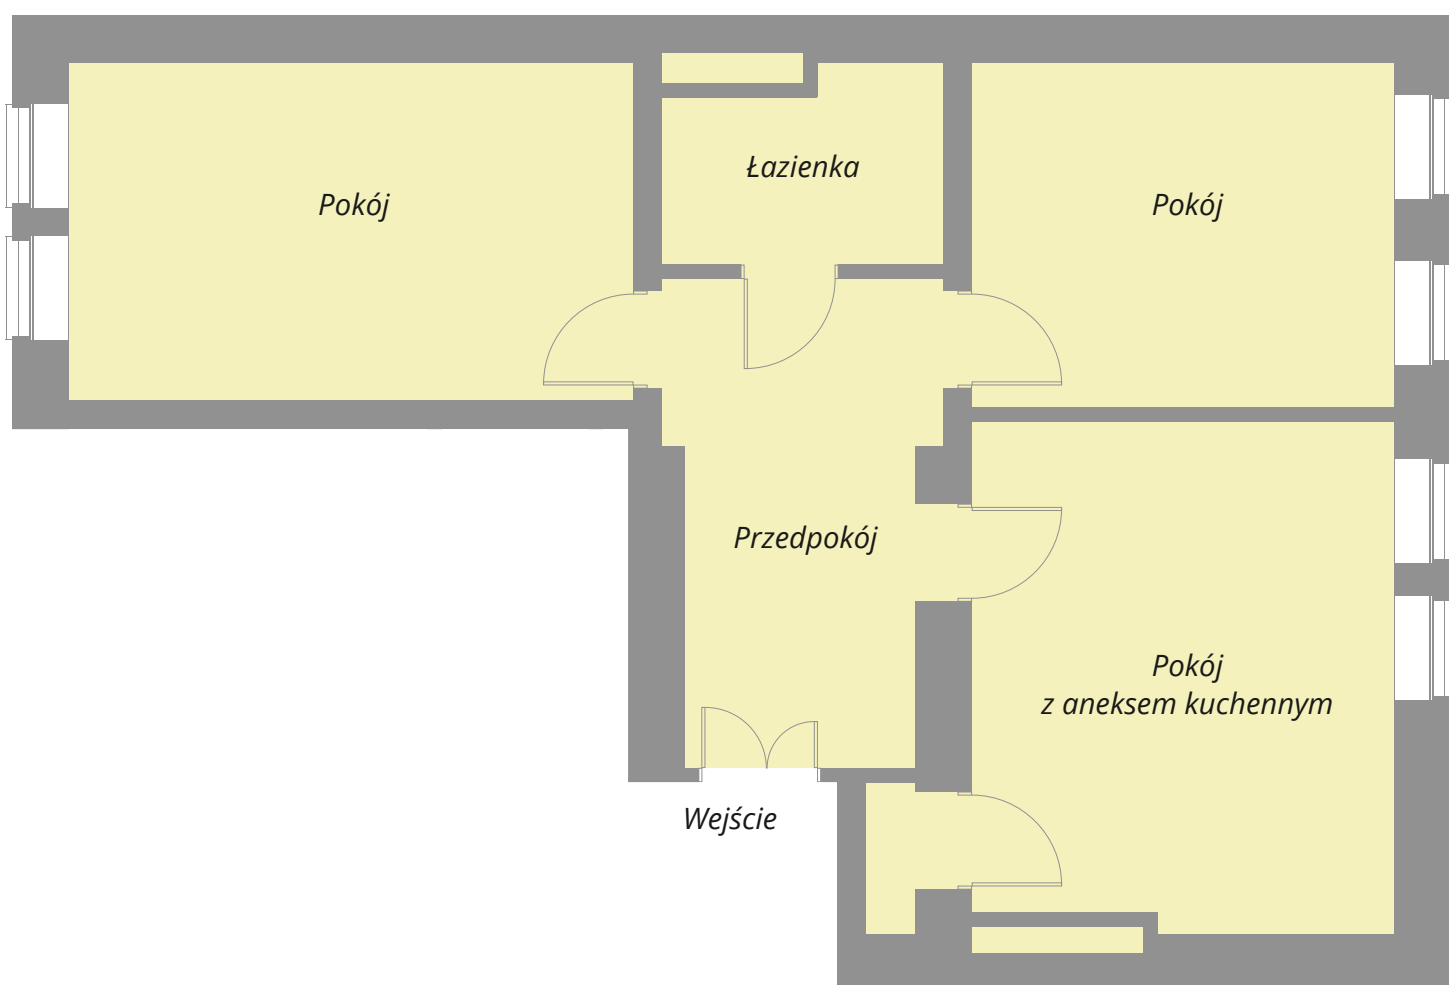 Łazienka
Pokój
Pokój
Przedpokój
Pokój
z aneksem kuchennym
Wejście